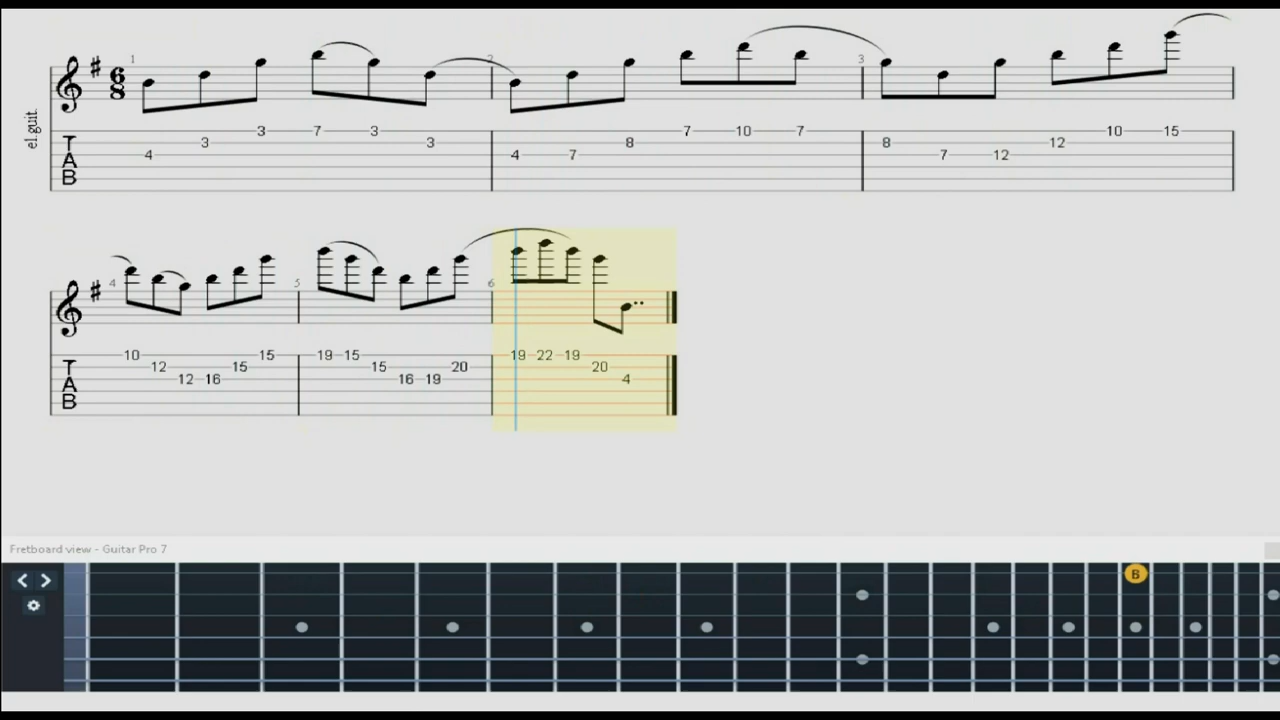 1 2 3
6
8
el.guit.
T
A
B
3 7 3 7 10 7 10 15
3 3 8 8 12
4 4 7 7 12
4 5 6
T
A
B
10 15 19 15 19 22 19
12 15 15 20 20
12 16 16 19 4
Fretboard view - Guitar Pro 7
B